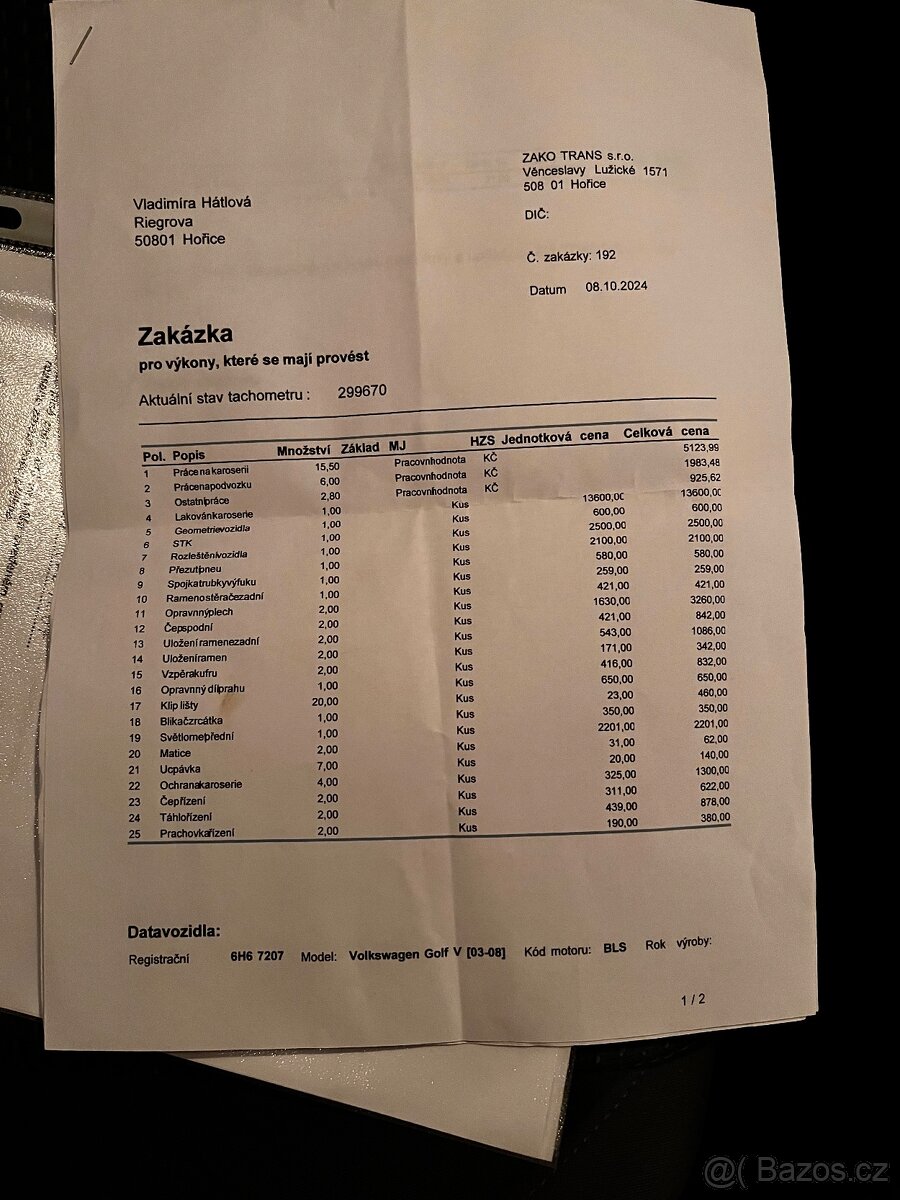 ZAKO TRANS s.r.o.
Věnceslavy Lužické 1571
508 01 Hořice
Vladimíra Hátlová
Riegrova
50801 Hořice
DIČ:
Č. zakázky: 192
Datum 08.10.2024
Zakázka
pro výkony, které se mají provést
Aktuální stav tachometru : 299670
Pol. Popis Množství Základ MJ HZS Jednotková cena Celková cena
1 Práce na karoserii 15,50 Pracovnhodnota KČ 5123,99
2 Prácenapodvozku 6,00 Pracovnhodnota KČ 1983,48
3 Ostatnípráce 2,80 Pracovnhodnota KČ 925,62
4 Lakováníkaroserie 1,00 Kus 13600,00 13600,00
5 Geometrievozidla 1,00 Kus 600,00 600,00
6 STK 1,00 Kus 2500,00 2500,00
7 Rozleštěnívozidla 1,00 Kus 2100,00 2100,00
8 Přezutípneu 1,00 Kus 580,00 580,00
9 Spojkatrubkyvýfuku 1,00 Kus 259,00 259,00
10 Ramenostěračezadní 1,00 Kus 421,00 421,00
11 Opravnnýplech 2,00 Kus 1630,00 3260,00
12 Čepspodní 2,00 Kus 421,00 842,00
13 Uložení ramenezadní 2,00 Kus 543,00 1086,00
14 Uloženíramen 2,00 Kus 171,00 342,00
15 Vzpěrakufru 2,00 Kus 416,00 832,00
16 Opravnný dílprahu 1,00 Kus 650,00 650,00
17 Klip lišty 20,00 Kus 23,00 460,00
18 Blikačzrcátka 1,00 Kus 350,00 350,00
19 Světlometpřední 1,00 Kus 2201,00 2201,00
20 Matice 2,00 Kus 31,00 62,00
21 Ucpávka 7,00 Kus 20,00 140,00
22 Ochranakaroserie 4,00 Kus 325,00 1300,00
23 Čepřízení 2,00 Kus 311,00 622,00
24 Táhlořízení 2,00 Kus 439,00 878,00
25 Prachovkařízení 2,00 Kus 190,00 380,00
Datavozidla:
Registrační 6H6 7207 Model: Volkswagen Golf V [03-08] Kód motoru: BLS Rok výroby:
1 / 2
@( Bazos.cz